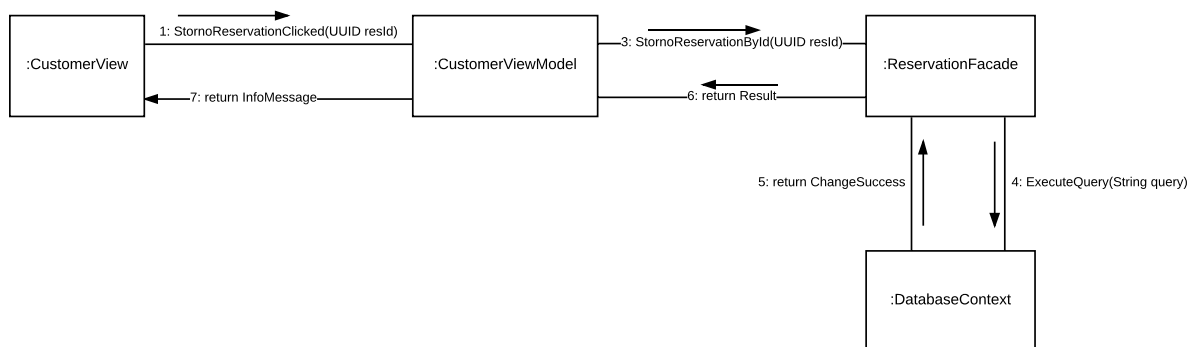 1: StornoReservationClicked(UUID resId)
3: StornoReservationById(UUID resId)
:CustomerView
:CustomerViewModel
:ReservationFacade
7: return InfoMessage
6: return Result
5: return ChangeSuccess
4: ExecuteQuery(String query)
:DatabaseContext